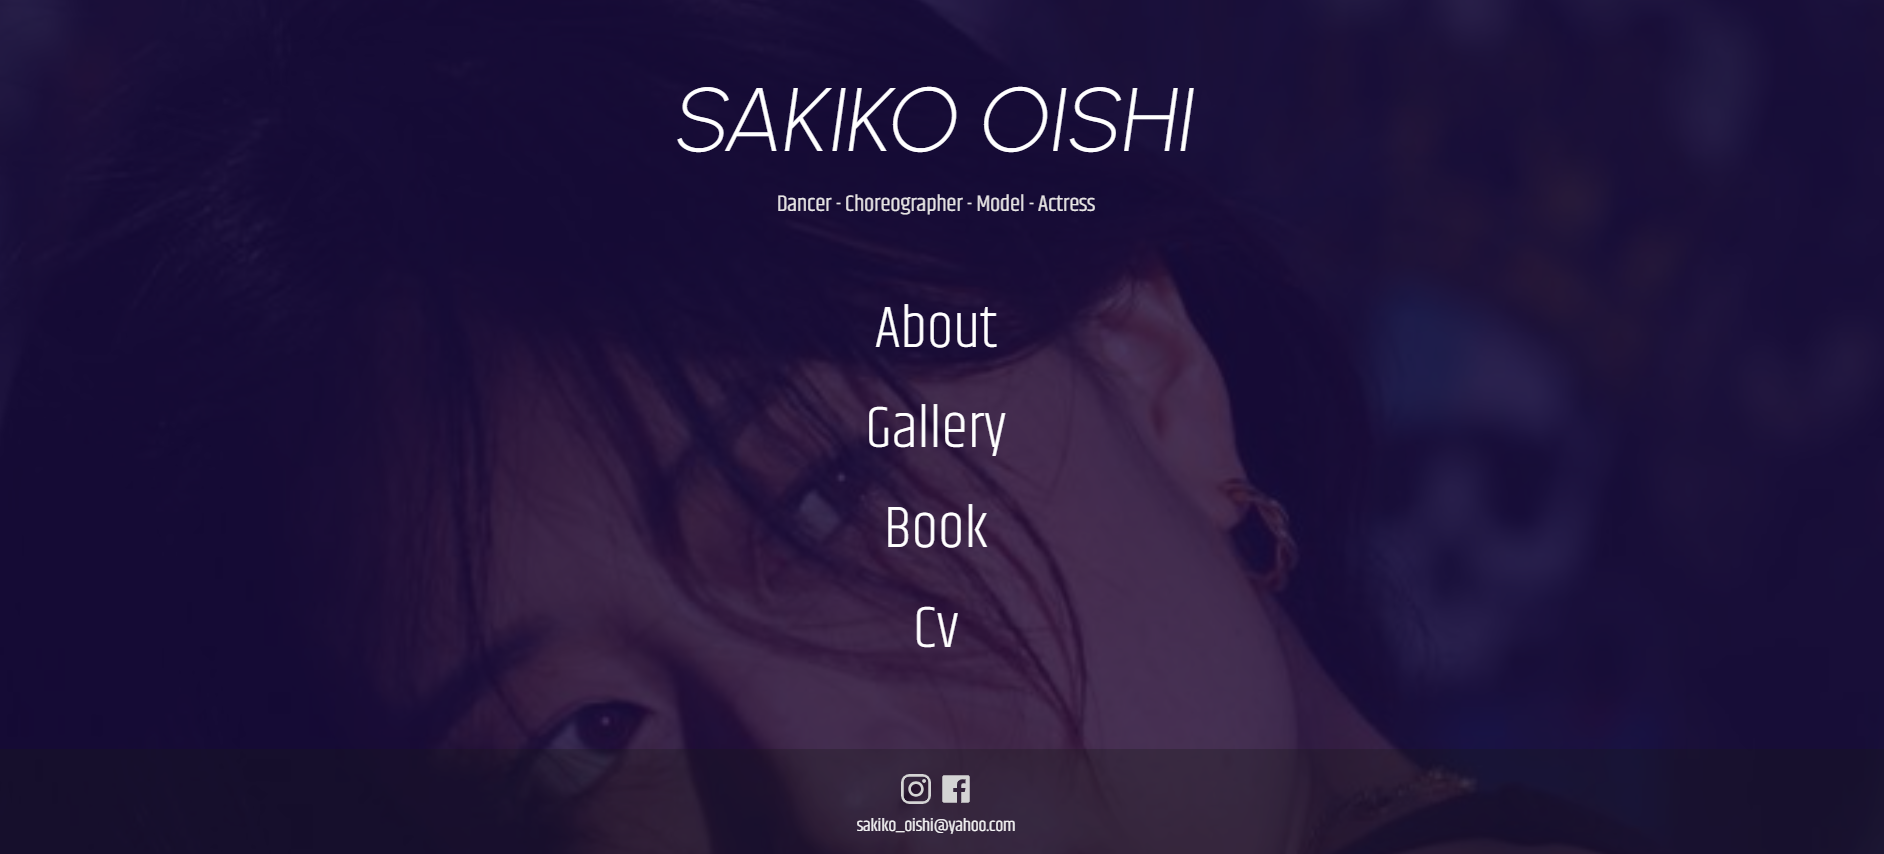 SAKIKO OISHI
Dancer - Choreographer - Model - Actress
About
Gallery
Book
Cv
sakiko_oishi@yahoo.com